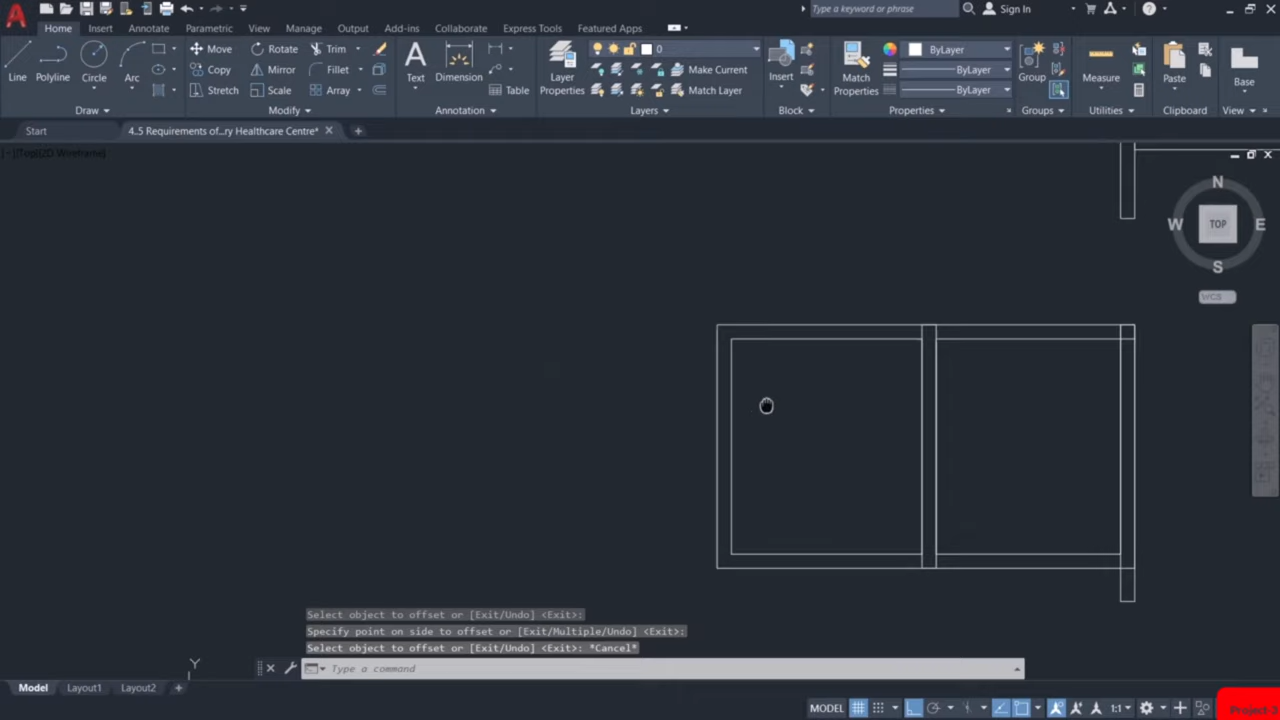 Type a keyword or phrase
Sign In
Home Insert Annotate Parametric View Manage Output Add-ins Collaborate Express Tools Featured Apps
Line Polyline Circle Arc
Move Rotate Trim
Copy Mirror Fillet
Stretch Scale Array
Text Dimension Table
Layer Properties
0
Make Current
Match Layer
Insert
Match Properties
ByLayer
ByLayer
ByLayer
Group Measure Paste Base
Draw Modify Annotation Layers Block Properties Groups Utilities Clipboard View
Start
4..5 Requirements of...ry Healthcare Centre*
[−][Top][2D Wireframe]
N
W TOP E
S
WCS
Select object to offset or [Exit/Undo] <Exit>:
Specify point on side to offset or [Exit/Multiple/Undo] <Exit>:
Select object to offset or [Exit/Undo] <Exit>: *Cancel*
Y
Type a command
Model Layout1 Layout2
MODEL
1:1